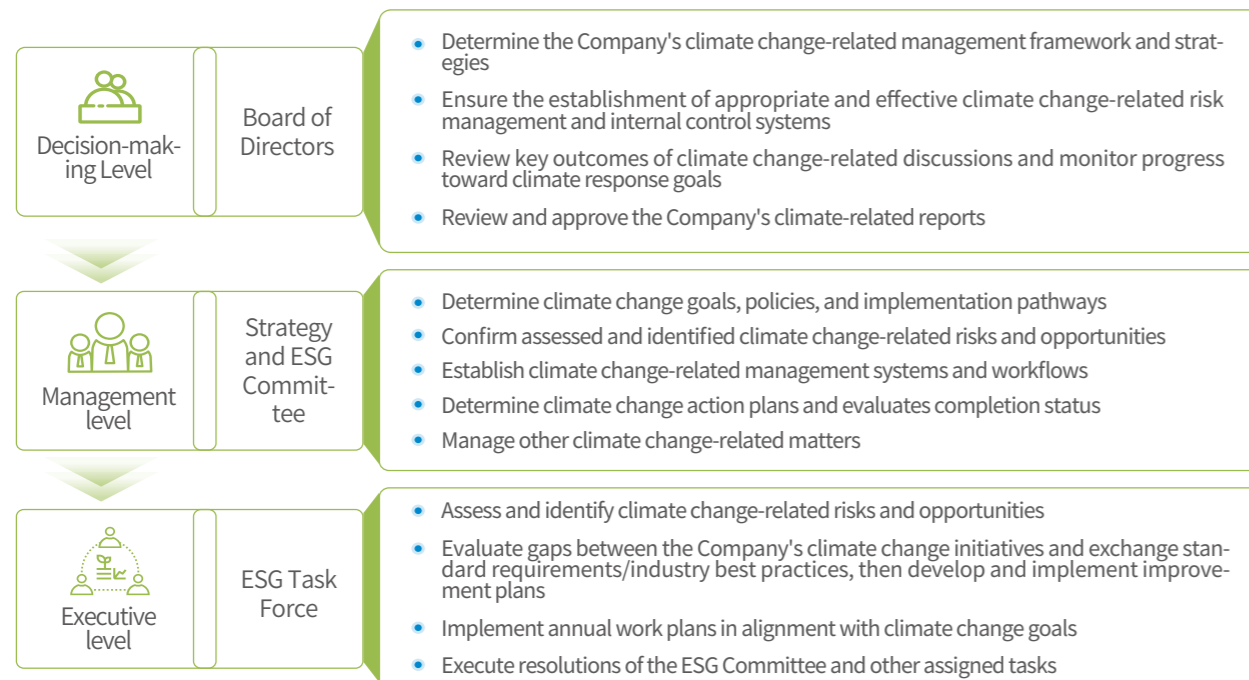 Decision-mak-
ing Level
Board of
Directors
Determine the Company's climate change-related management framework and strat-
egies
Ensure the establishment of appropriate and effective climate change-related risk
management and internal control systems
Review key outcomes of climate change-related discussions and monitor progress
toward climate response goals
Review and approve the Company's climate-related reports
Management
level
Strategy
and ESG
Commit-
tee
Determine climate change goals, policies, and implementation pathways
Confirm assessed and identified climate change-related risks and opportunities
Establish climate change-related management systems and workflows
Determine climate change action plans and evaluates completion status
Manage other climate change-related matters
Executive
level
ESG Task
Force
Assess and identify climate change-related risks and opportunities
Evaluate gaps between the Company's climate change initiatives and exchange stan-
dard requirements/industry best practices, then develop and implement improve-
ment plans
Implement annual work plans in alignment with climate change goals
Execute resolutions of the ESG Committee and other assigned tasks